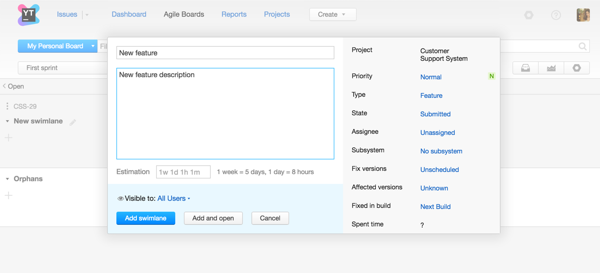 YT
Issues
Dashboard
Agile Boards
Reports
Projects
Create
My Personal Board
First sprint
Open
CSS-29
New swimlane
Orphans
New feature
New feature description
Estimation 1w 1d 1h 1m 1 week = 5 days, 1 day = 8 hours
Visible to: All Users
Add swimlane
Add and open
Cancel
Project Customer
Support System
Priority Normal N
Type Feature
State Submitted
Assignee Unassigned
Subsystem No subsystem
Fix versions Unscheduled
Affected versions Unknown
Fixed in build Next Build
Spent time ?